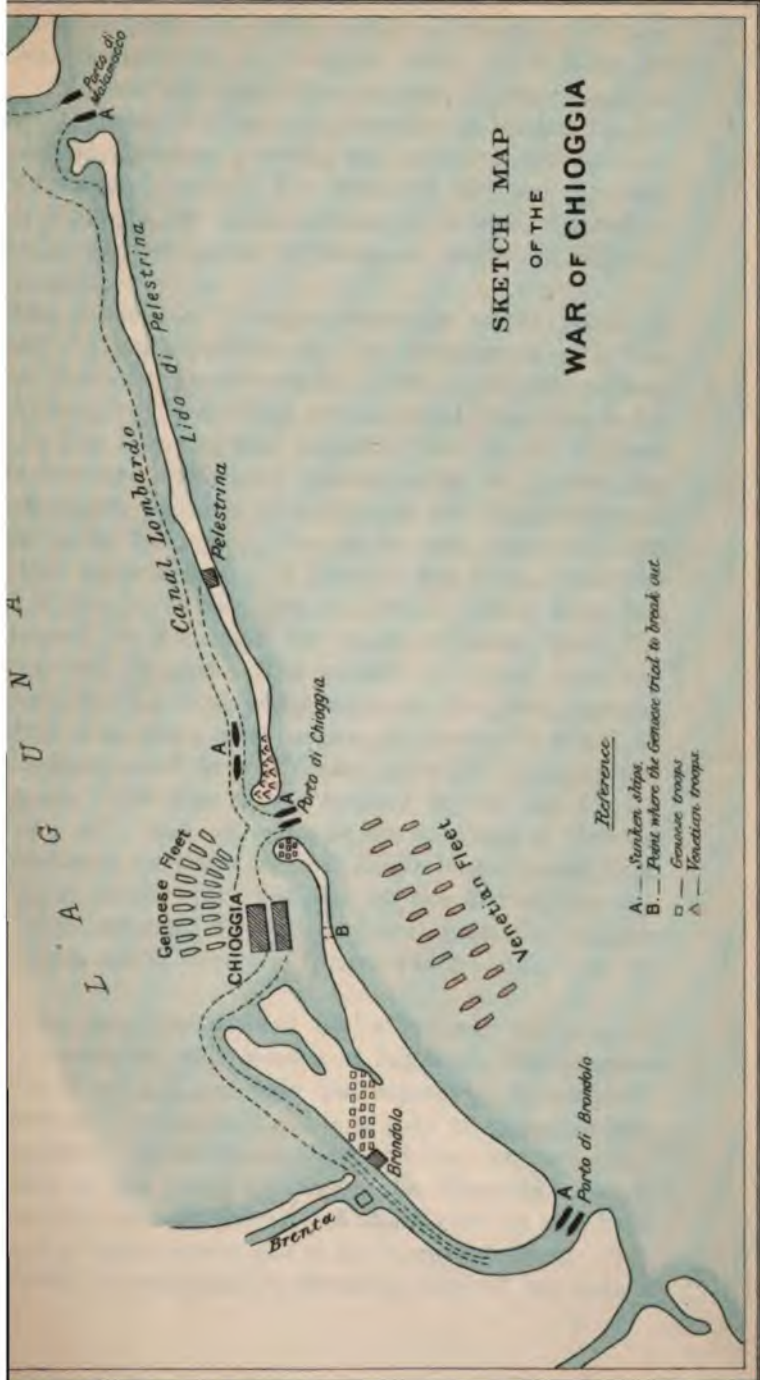 SKETCH MAP
OF THE
WAR OF CHIOGGIA
L A G U N A
Porto di
Malamocco
A
Canal Lombardo
Lido di Pelestrina
Pelestrina
A
A
Porto di Chioggia
Genoese Fleet
CHIOGGIA
B
Venetian Fleet
Brondolo
Brenta
A
Porto di Brondolo
Reference
A. _ Sunken ships.
B. _ Point where the Genoese tried to break out
□ _ Genoese troops
△ _ Venetian troops.